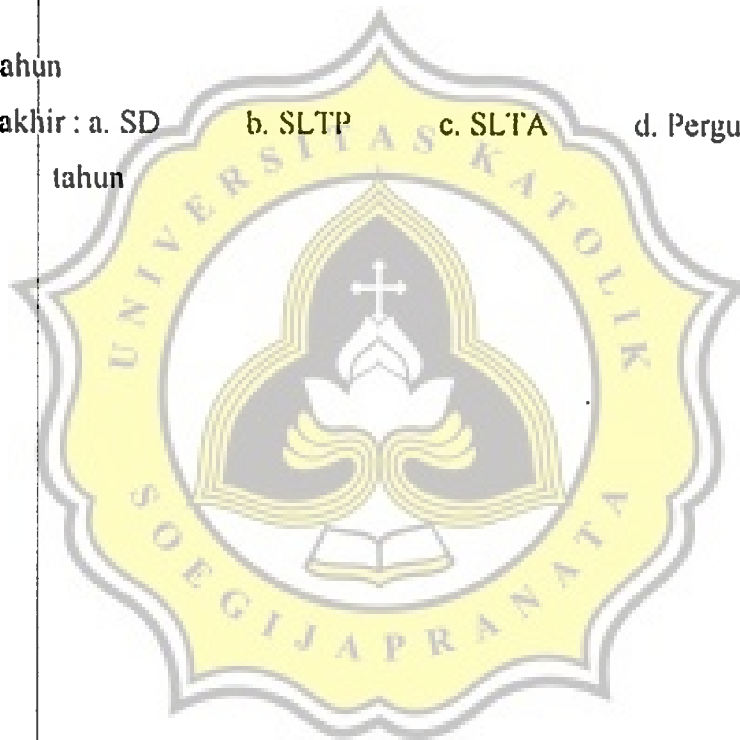 ahun
akhir : a. SD b. SLTP c. SLTA d. Pergu
tahun
UNIVERSITAS KATOLIK
SOEGIJAPRANATA